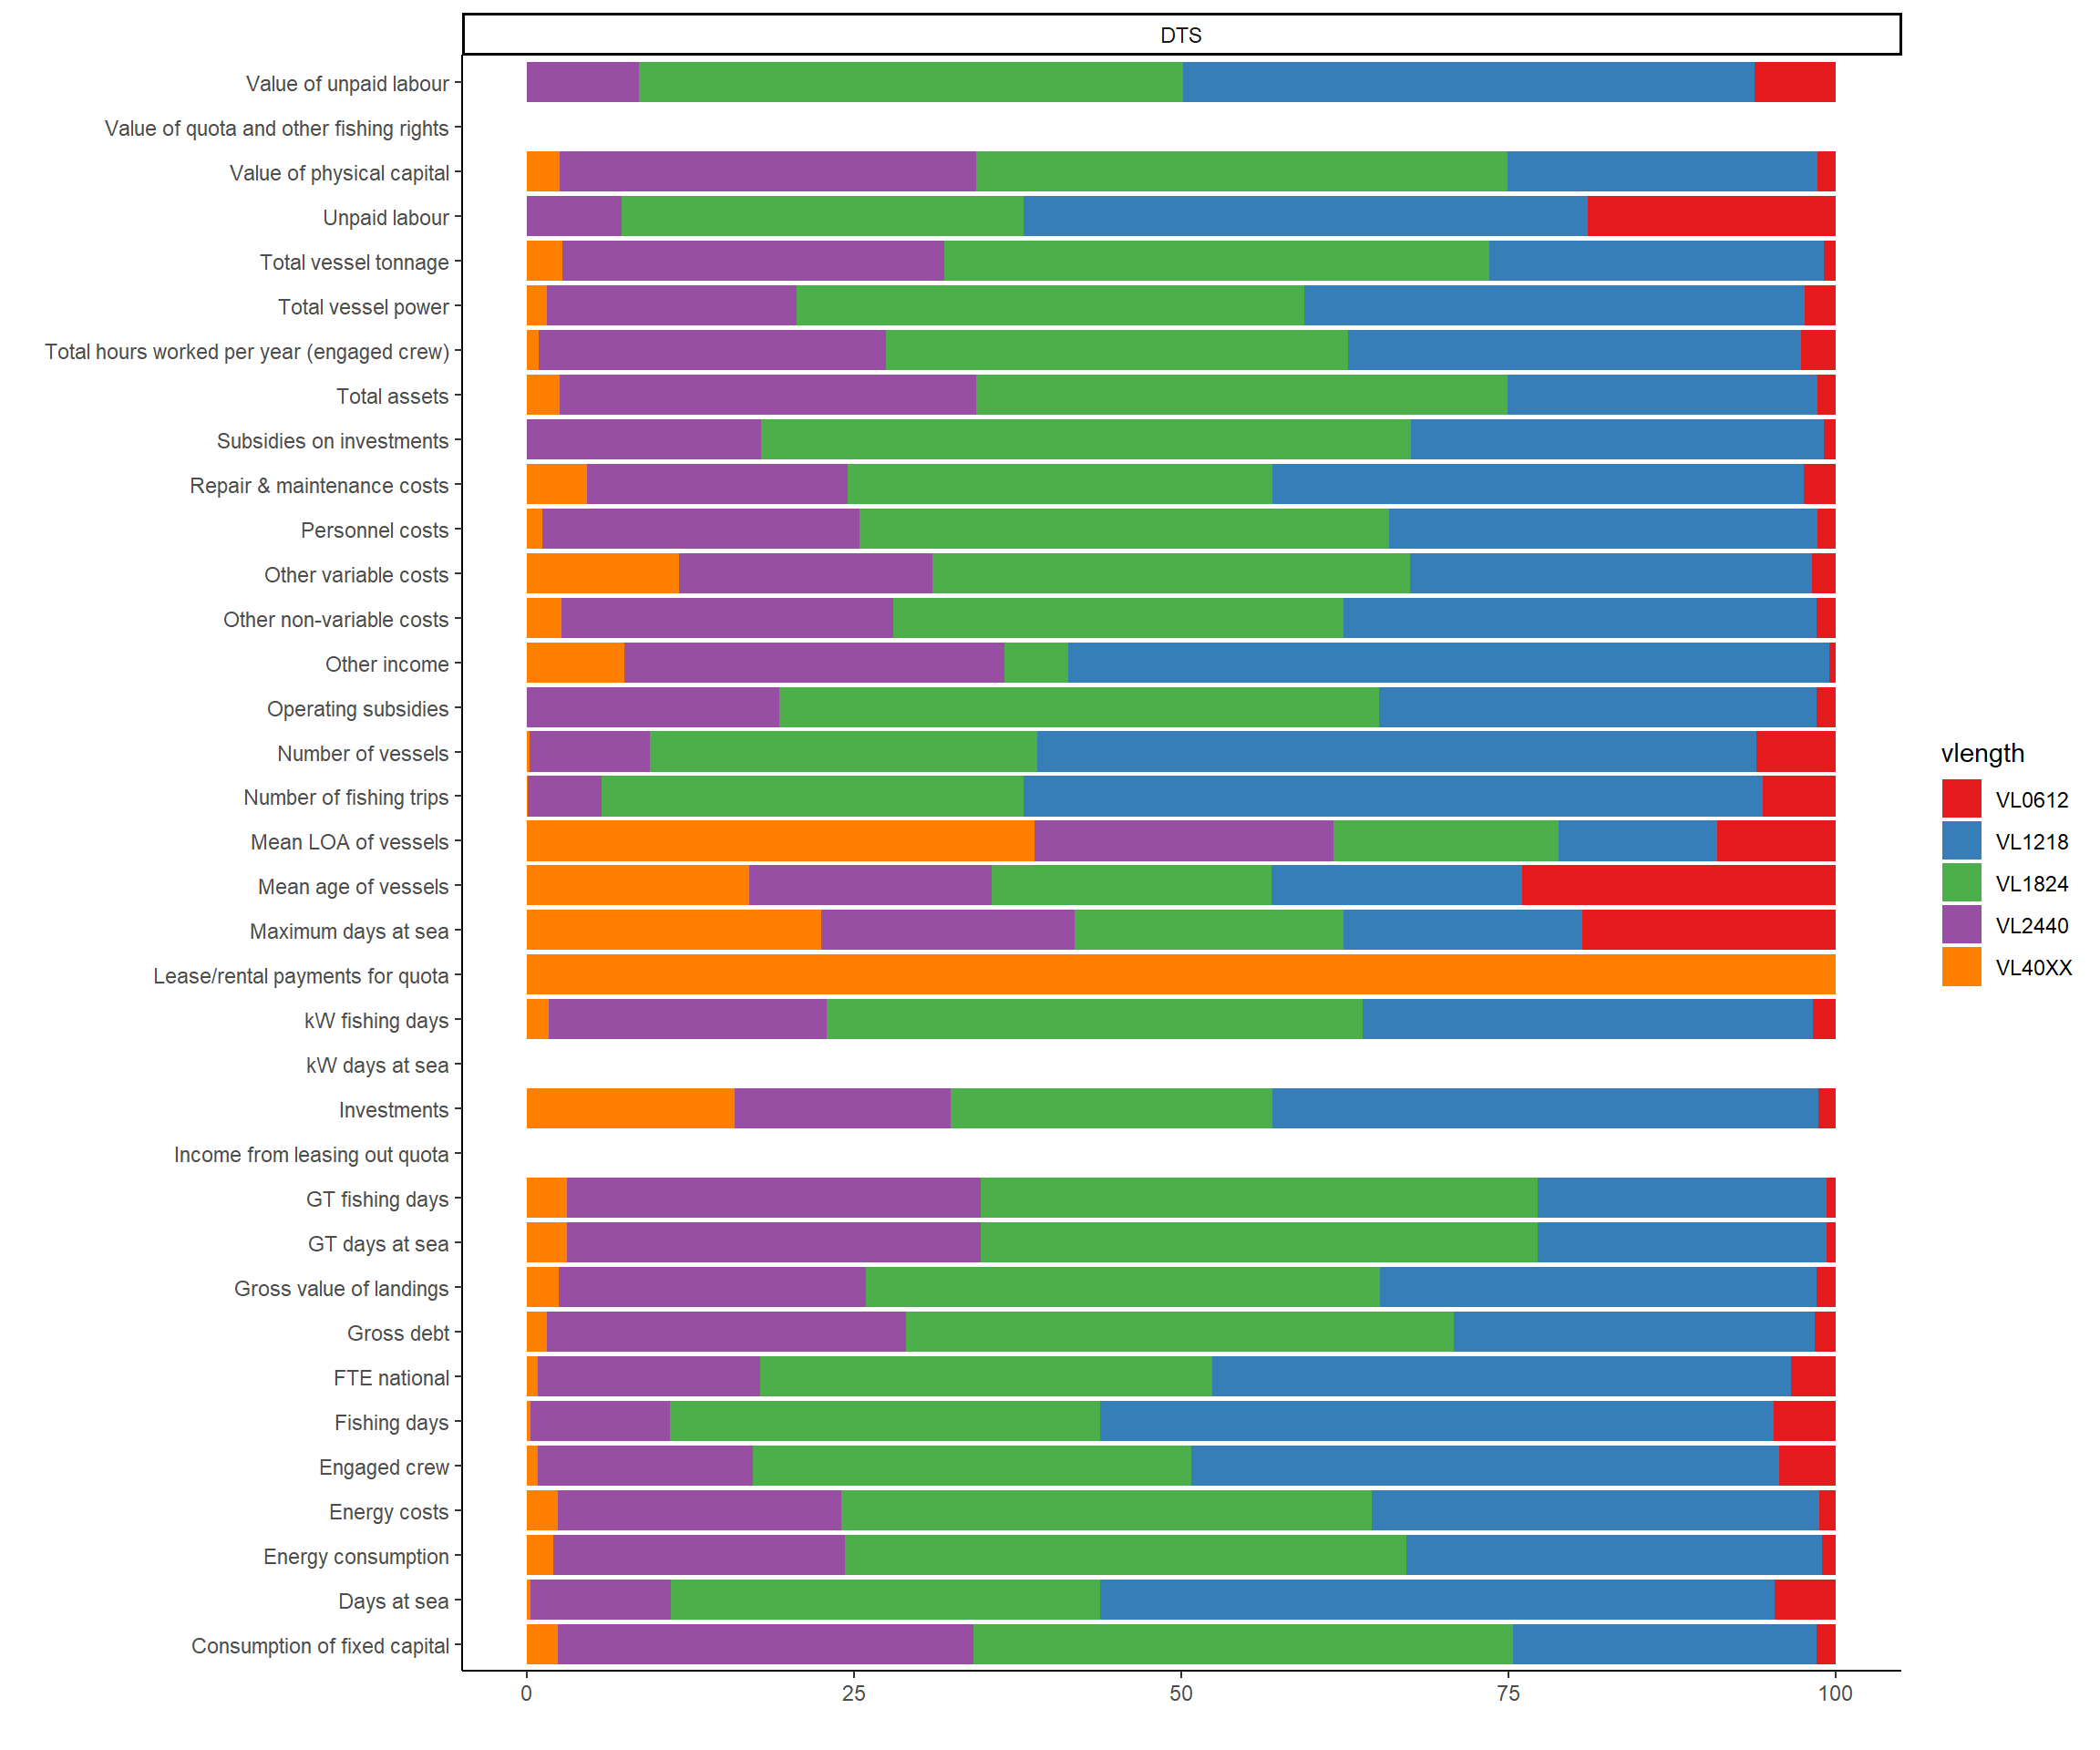 DTS
Value of unpaid labour
Value of quota and other fishing rights
Value of physical capital
Unpaid labour
Total vessel tonnage
Total vessel power
Total hours worked per year (engaged crew)
Total assets
Subsidies on investments
Repair & maintenance costs
Personnel costs
Other variable costs
Other non-variable costs
Other income
Operating subsidies
Number of vessels
Number of fishing trips
Mean LOA of vessels
Mean age of vessels
Maximum days at sea
Lease/rental payments for quota
kW fishing days
kW days at sea
Investments
Income from leasing out quota
GT fishing days
GT days at sea
Gross value of landings
Gross debt
FTE national
Fishing days
Engaged crew
Energy costs
Energy consumption
Days at sea
Consumption of fixed capital
0 25 50 75 100
vlength
VL0612
VL1218
VL1824
VL2440
VL40XX